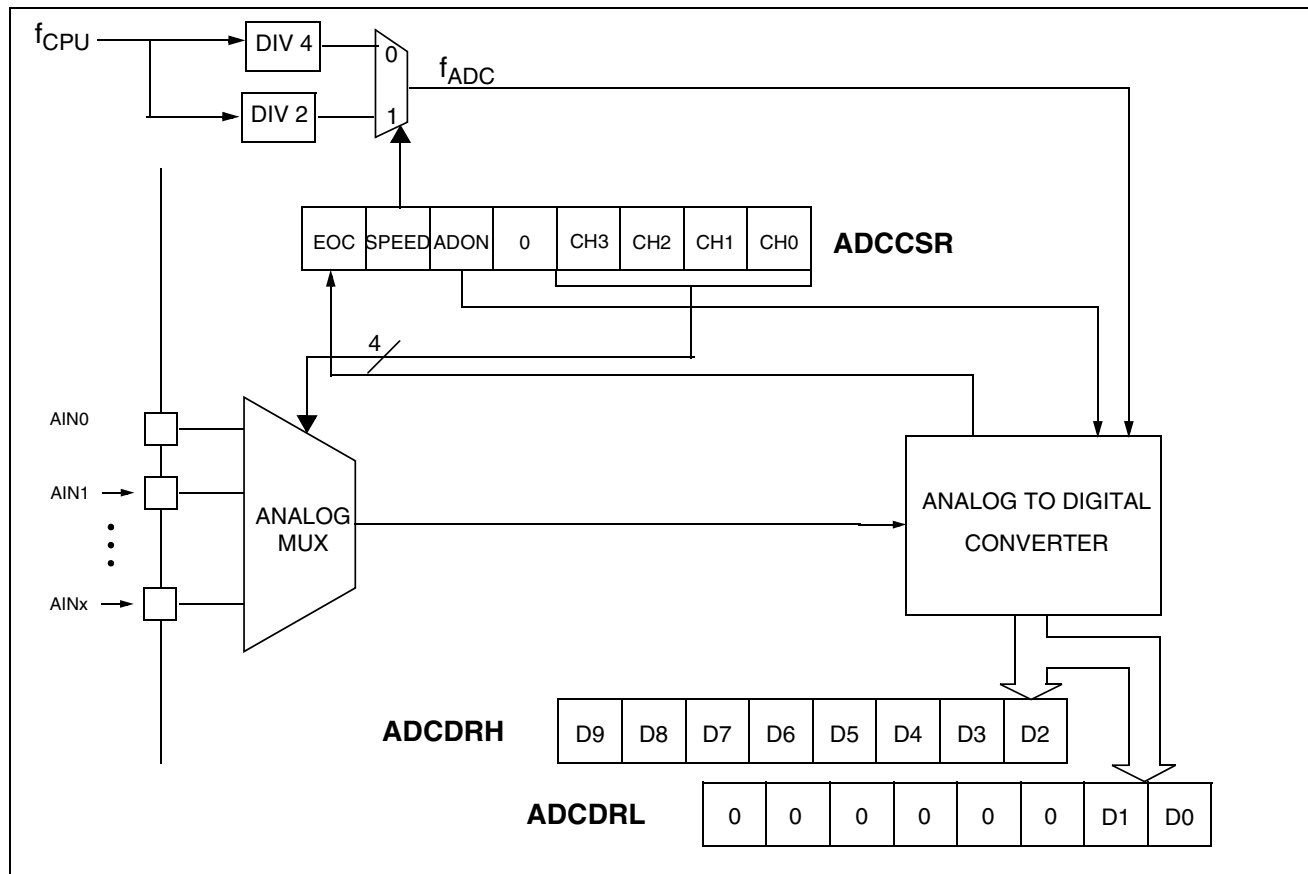 fCPU
DIV 4
0
fADC
DIV 2
1
EOC SPEED ADON 0 CH3 CH2 CH1 CH0
ADCCSR
4
AIN0
AIN1
ANALOG
MUX
AINx
ANALOG TO DIGITAL
CONVERTER
ADCDRH
D9 D8 D7 D6 D5 D4 D3 D2
ADCDRL
0 0 0 0 0 0 D1 D0